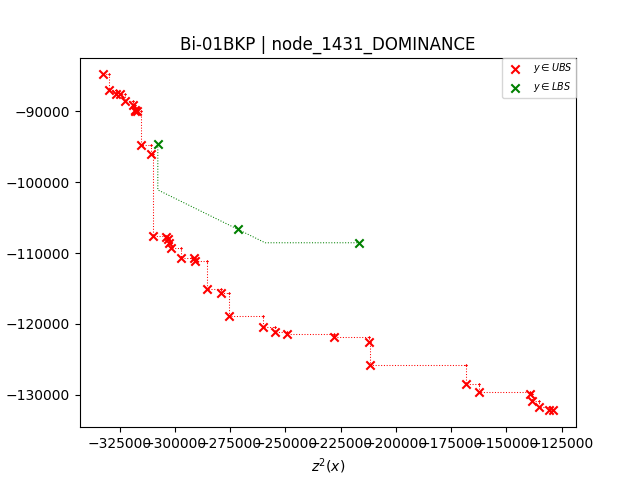 Bi-01BKP | node_1431_DOMINANCE
y ∈ UBS
y ∈ LBS
−90000
−100000
−110000
−120000
−130000
−325000 −300000 −275000 −250000 −225000 −200000 −175000 −150000 −125000
z²(x)